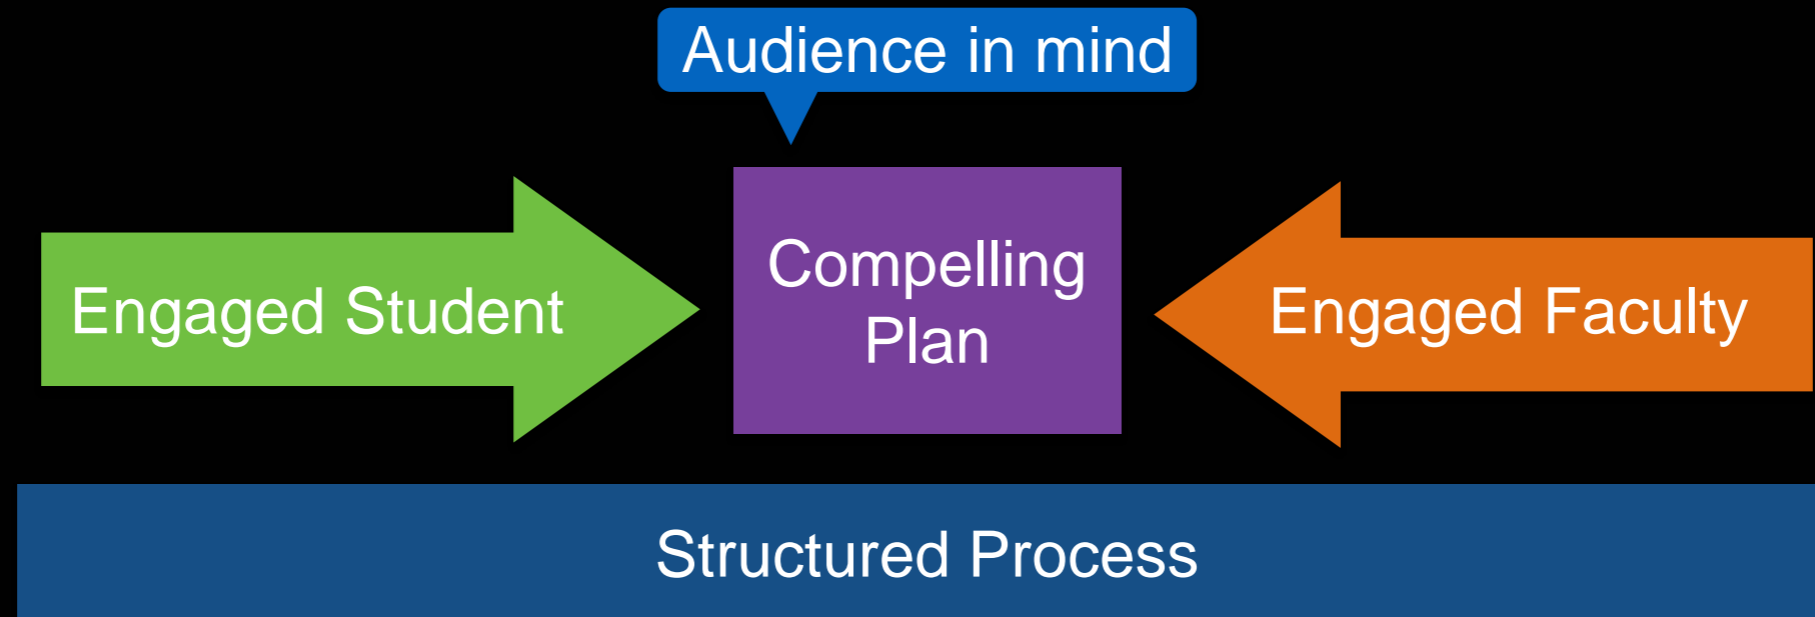 Audience in mind
Engaged Student
Compelling
Plan
Engaged Faculty
Structured Process